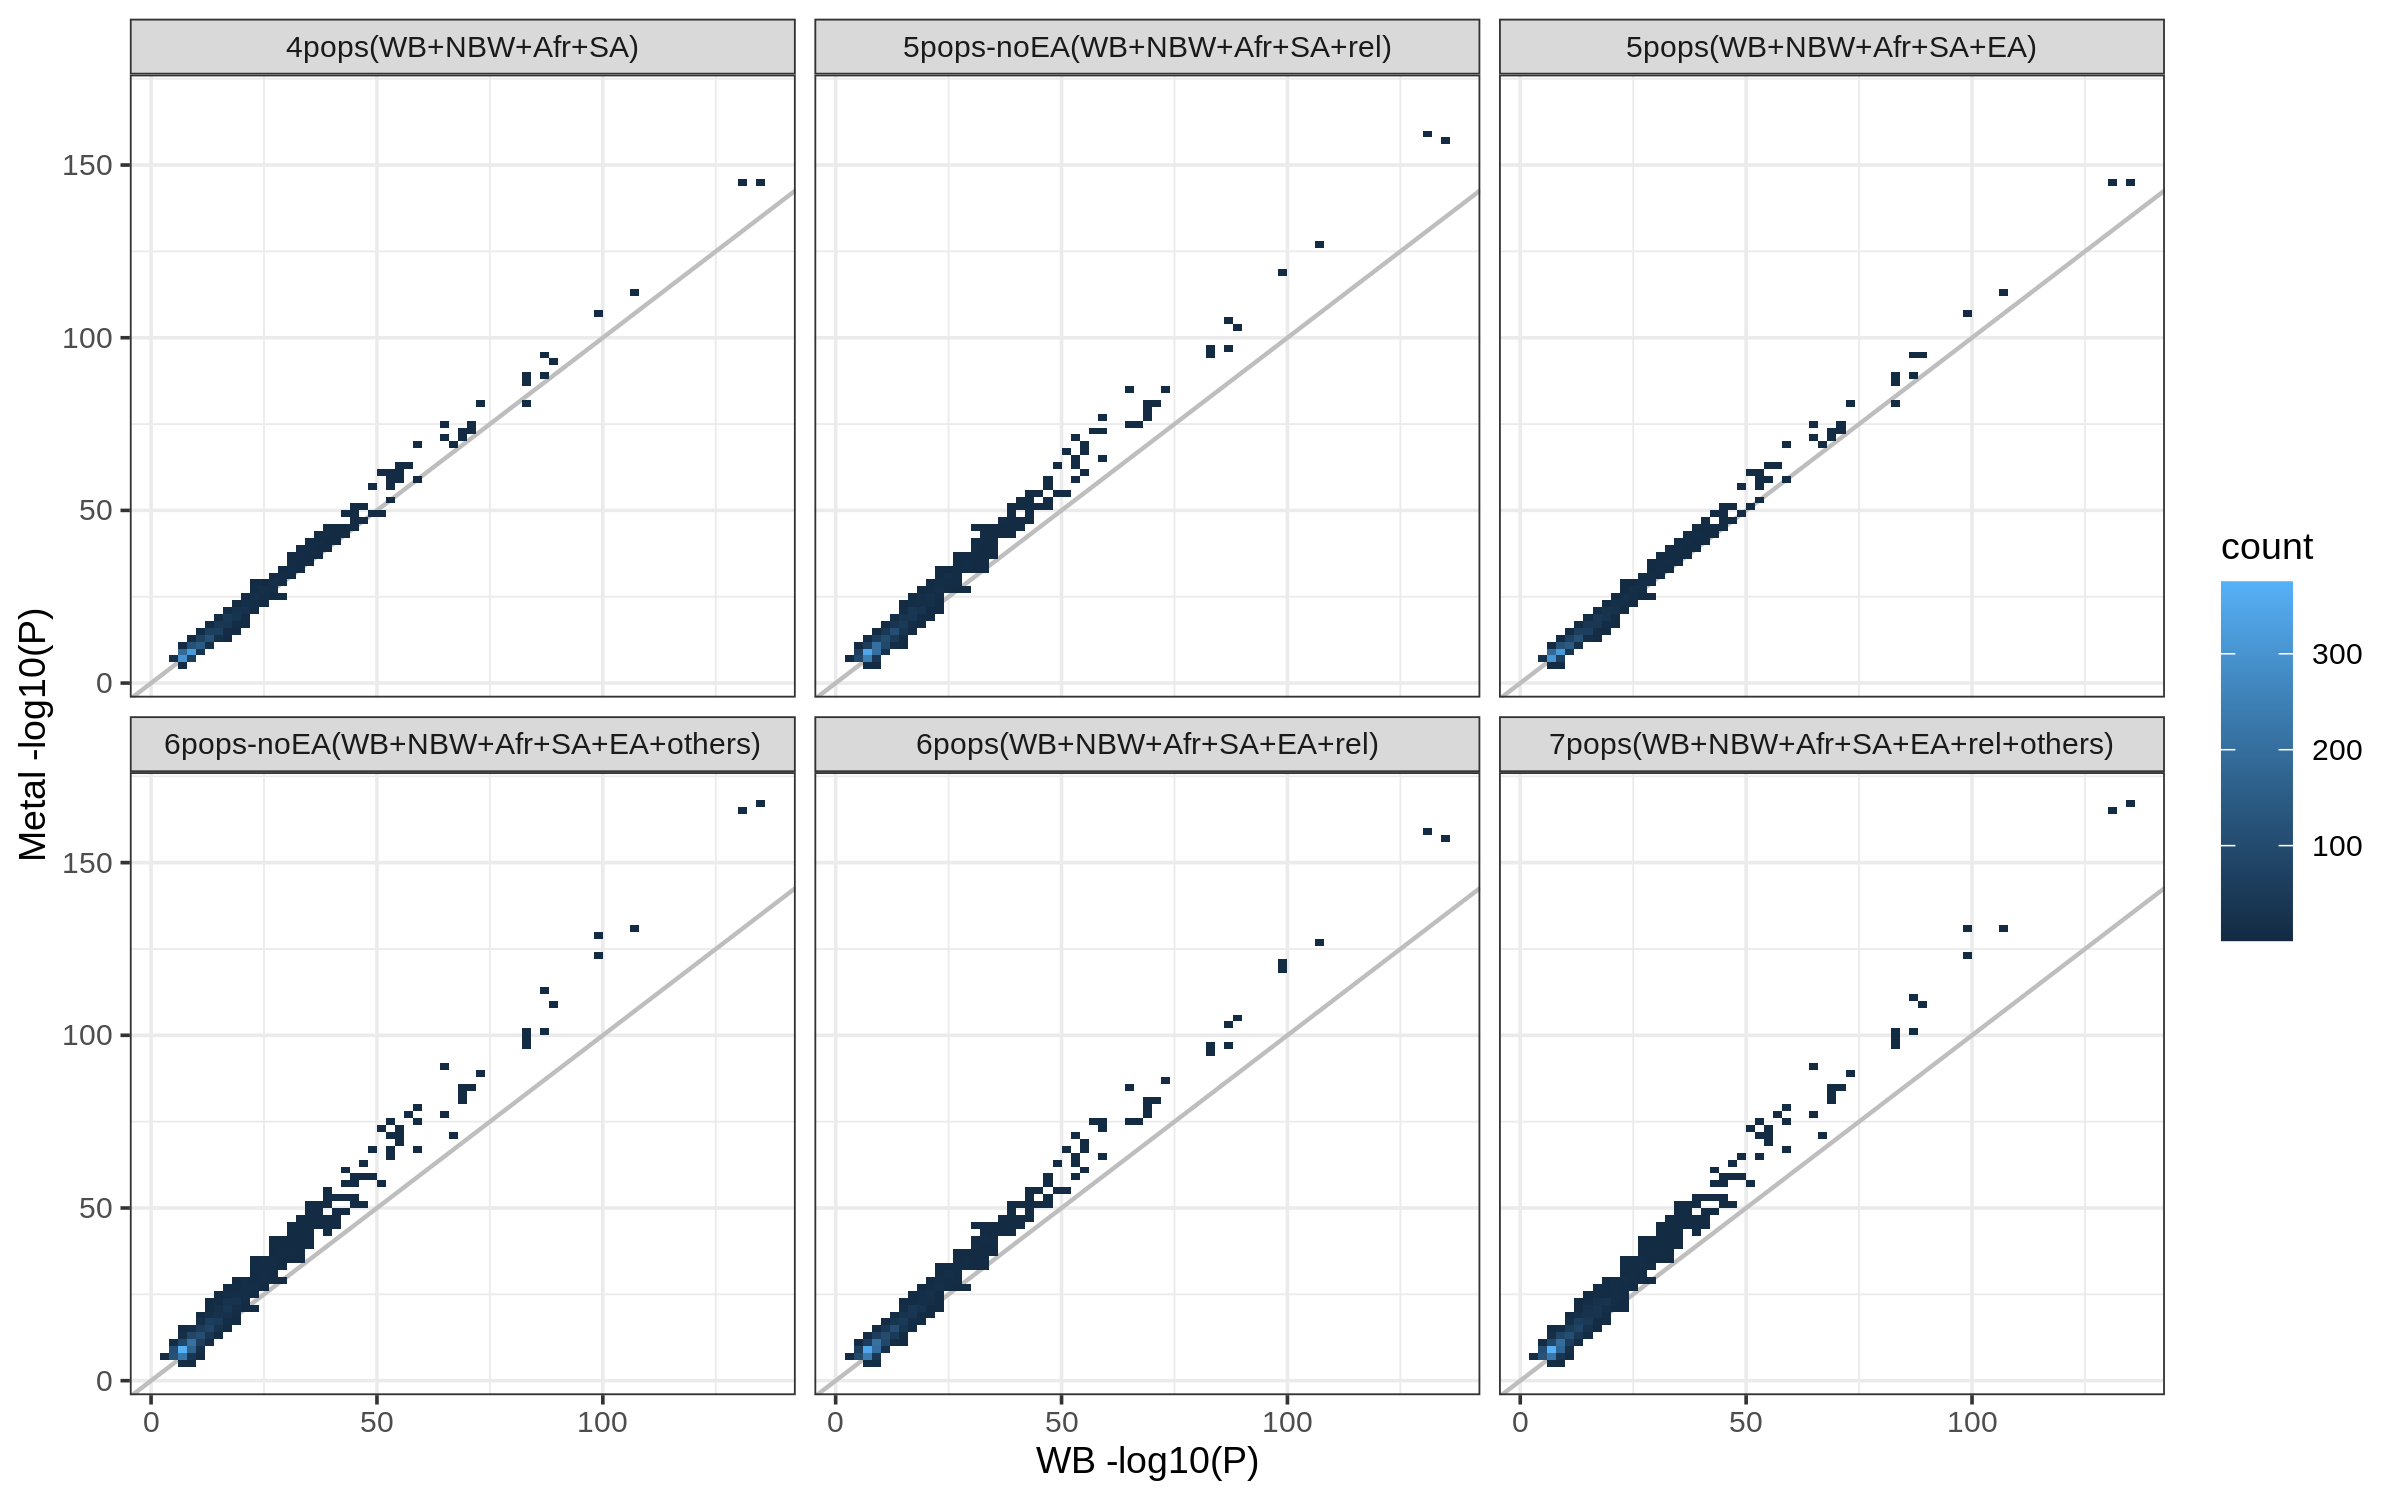 4pops(WB+NBW+Afr+SA)
5pops-noEA(WB+NBW+Afr+SA+rel)
5pops(WB+NBW+Afr+SA+EA)
150
100
50
0
6pops-noEA(WB+NBW+Afr+SA+EA+others)
6pops(WB+NBW+Afr+SA+EA+rel)
7pops(WB+NBW+Afr+SA+EA+rel+others)
150
100
50
0
0 50 100
0 50 100
0 50 100
WB -log10(P)
Metal -log10(P)
count
300
200
100